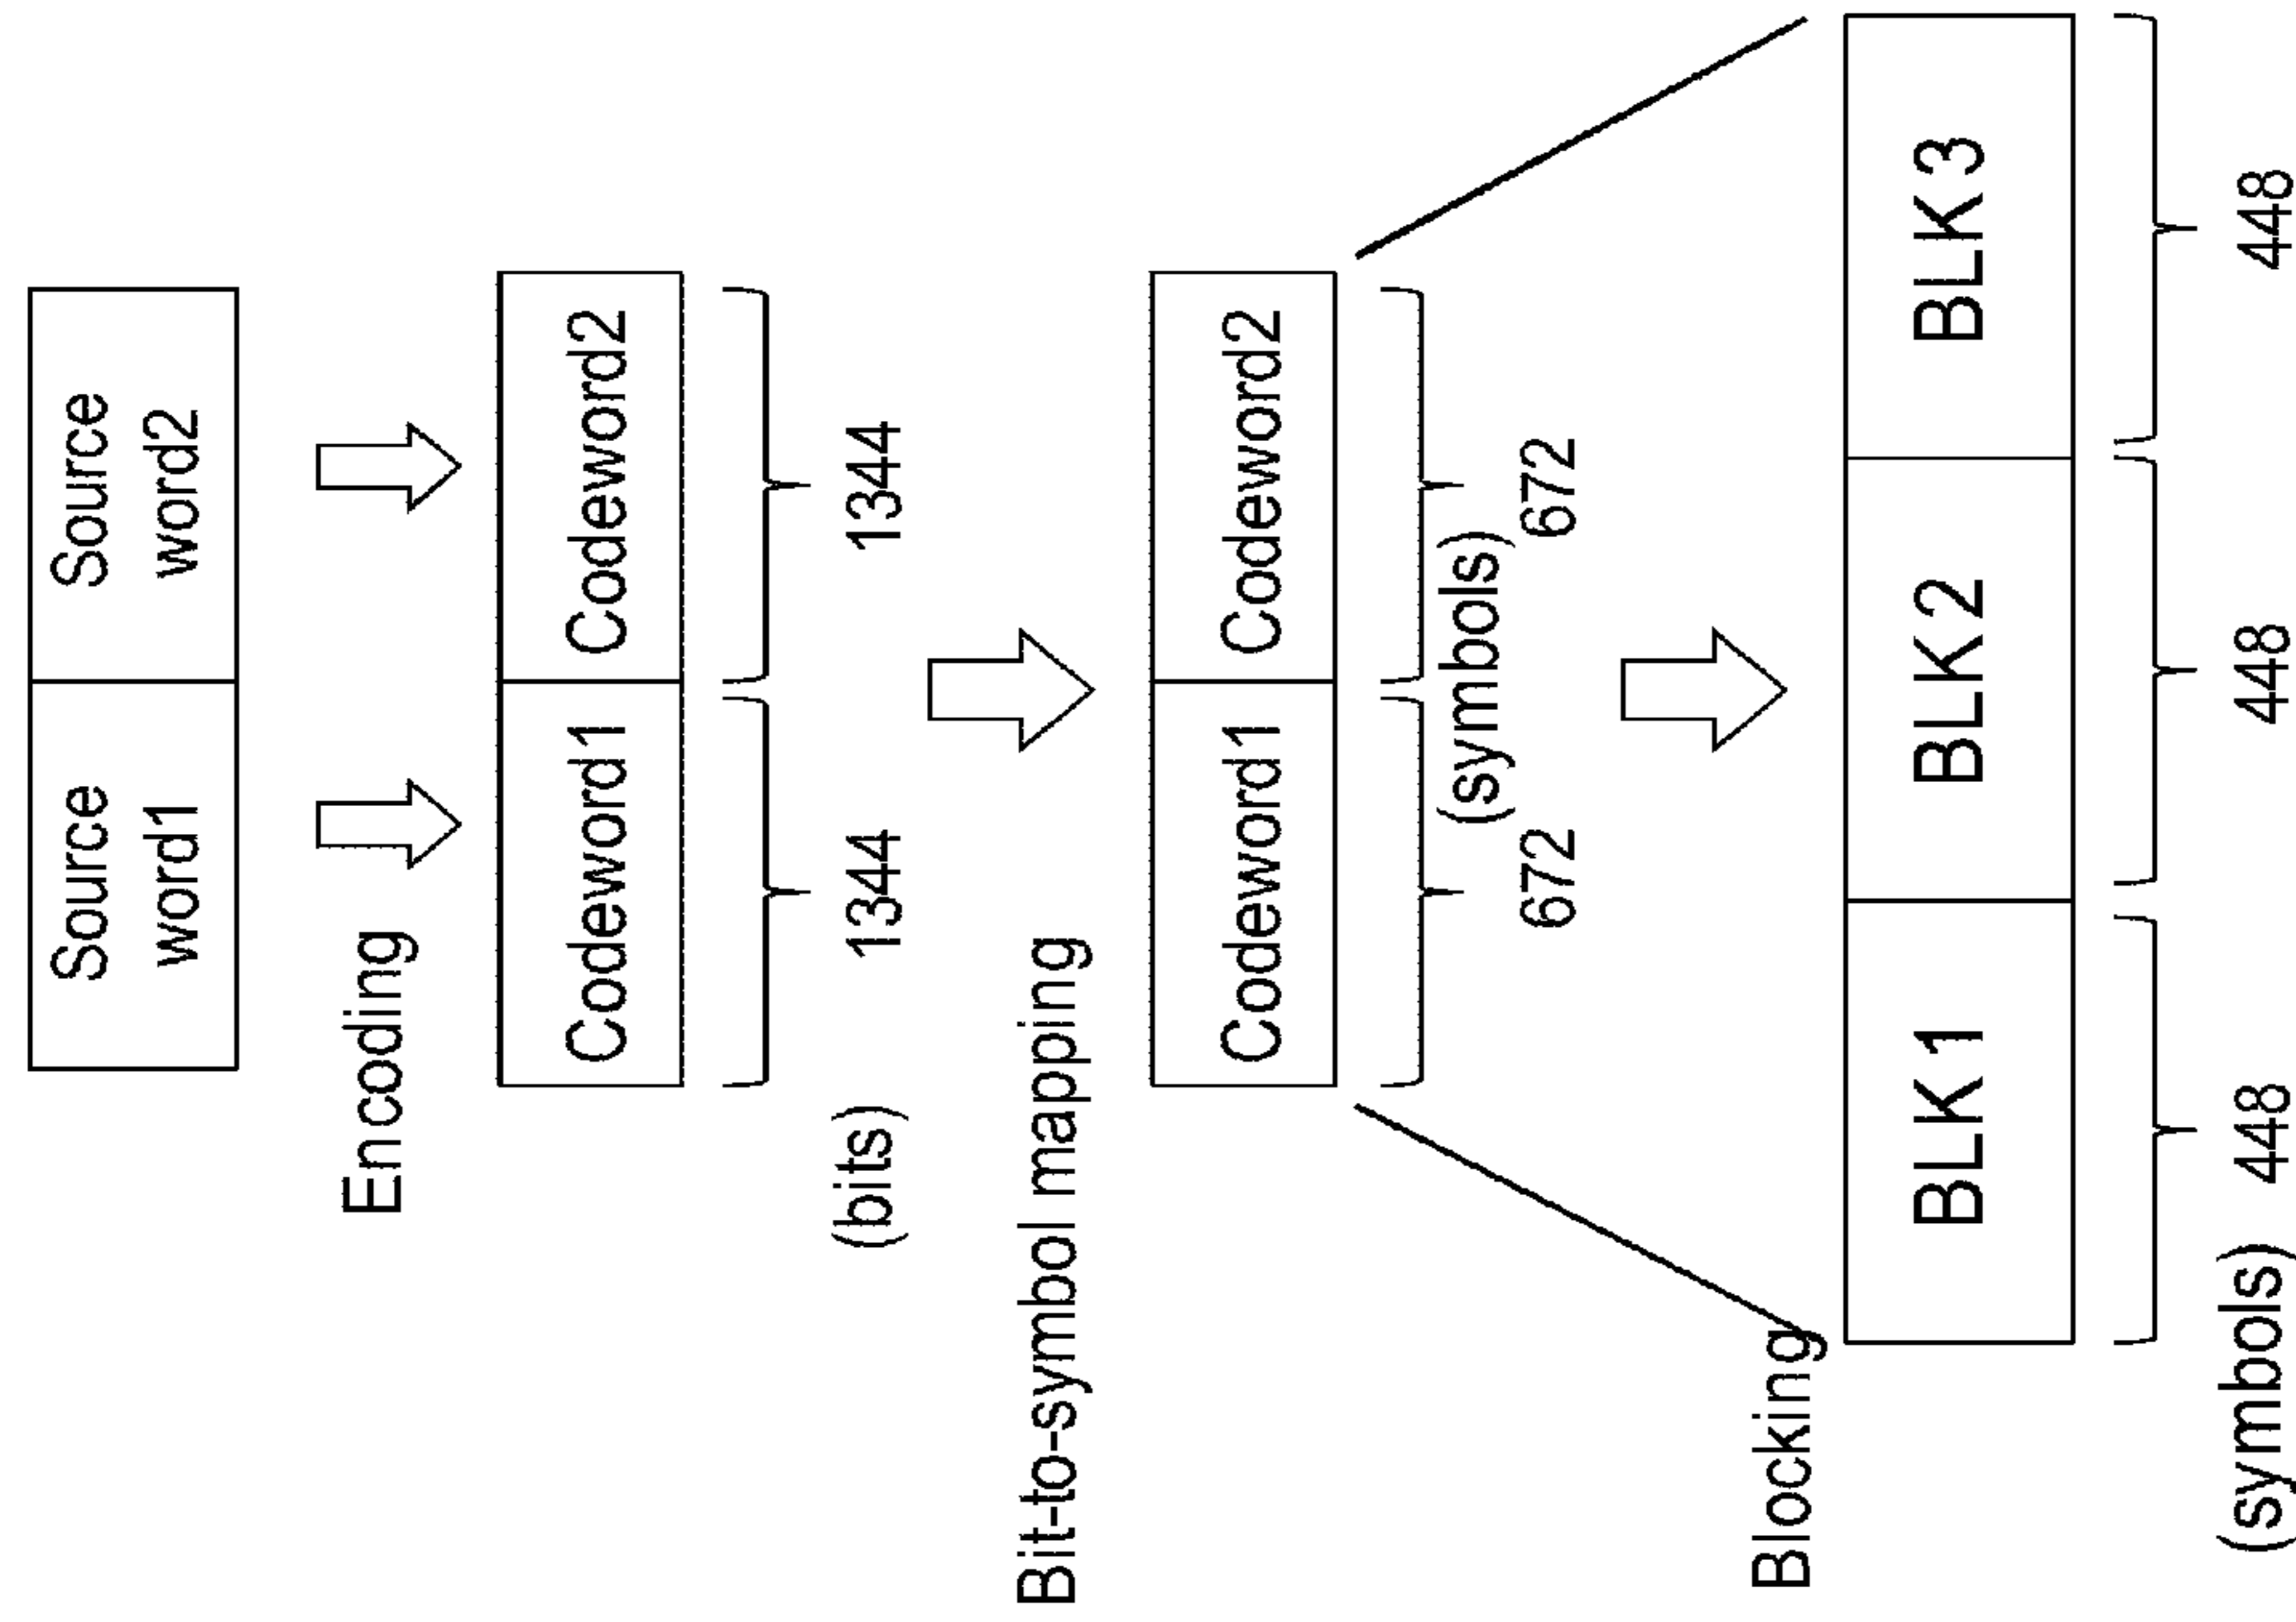 Source
word1
Source
word2
Encoding
Codeword1
Codeword2
(bits)
1344
1344
Bit-to-symbol mapping
Codeword1
Codeword2
672
(symbols)
672
Blocking
BLK 1
BLK 2
BLK 3
(symbols)
448
448
448